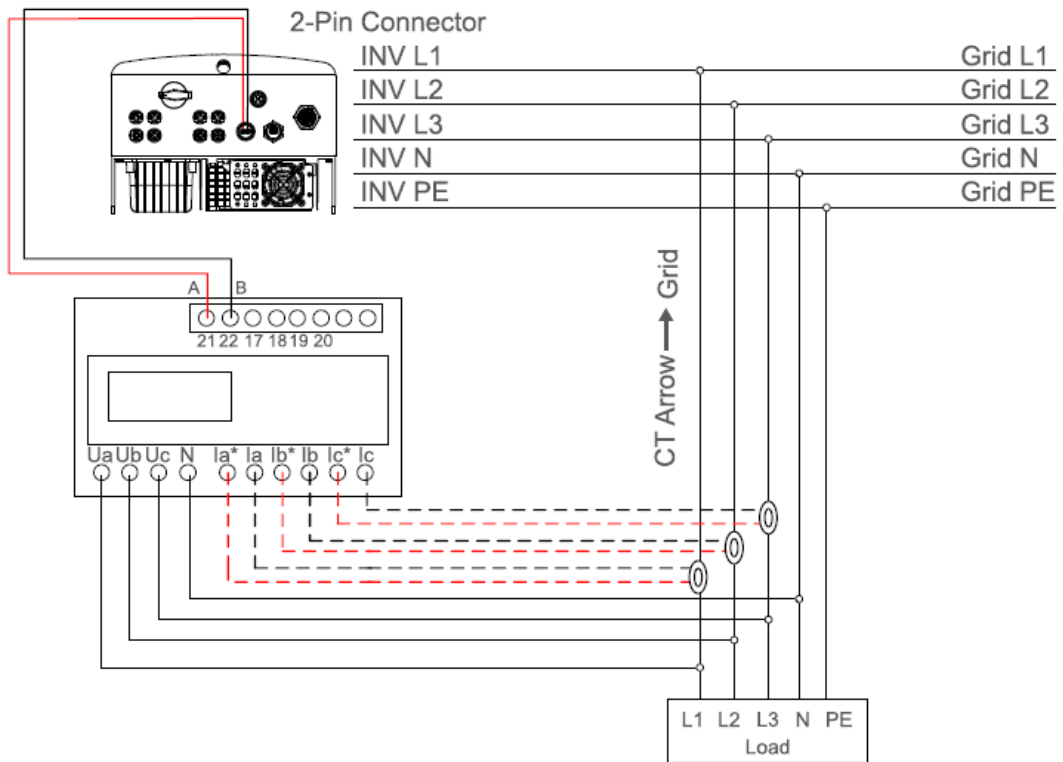 2-Pin Connector
INV L1 Grid L1
INV L2 Grid L2
INV L3 Grid L3
INV N Grid N
INV PE Grid PE
CT Arrow → Grid
A B
21 22 17 18 19 20
Ua Ub Uc N Ia* Ia Ib* Ib Ic* Ic
L1 L2 L3 N PE
Load